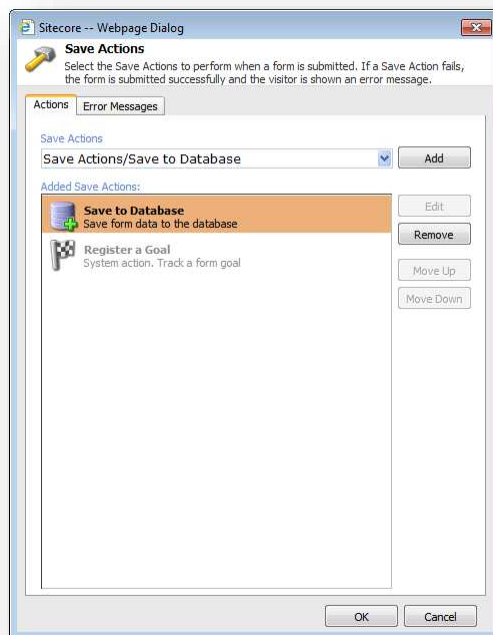 Sitecore -- Webpage Dialog
Save Actions
Select the Save Actions to perform when a form is submitted. If a Save Action fails,
the form is submitted successfully and the visitor is shown an error message.
Actions
Error Messages
Save Actions
Save Actions/Save to Database
Add
Added Save Actions:
Save to Database
Save form data to the database
Edit
Remove
Register a Goal
System action. Track a form goal
Move Up
Move Down
OK
Cancel